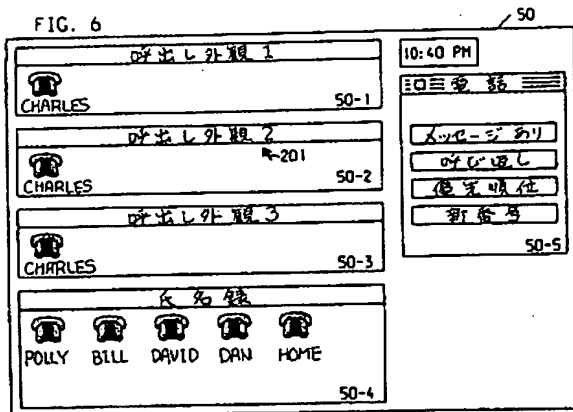 FIG. 6
50
呼出し外観 1
CHARLES
50-1
呼出し外観 2
201
CHARLES
50-2
呼出し外観 3
CHARLES
50-3
氏名録
POLLY BILL DAVID DAN HOME
50-4
10:40 PM
電話
メッセージあり
呼び返し
優先順位
新番号
50-5